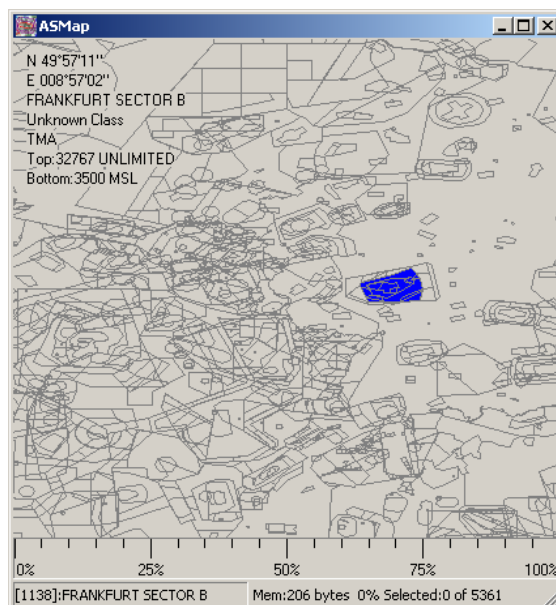 ASMap
N 49°57'11''
E 008°57'02''
FRANKFURT SECTOR B
Unknown Class
TMA
Top:32767 UNLIMITED
Bottom:3500 MSL
0% 25% 50% 75% 100%
[1138]:FRANKFURT SECTOR B Mem:206 bytes 0% Selected:0 of 5361